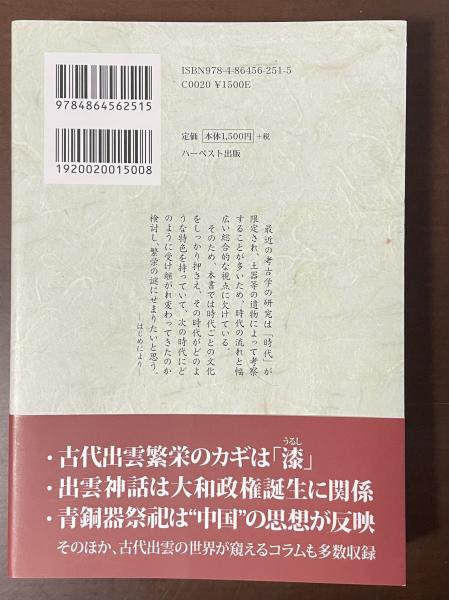 ISBN978-4-86456-251-5
C0020 ¥1500E
9784864562515
1920020015008
定価 本体1,500円 +税
ハーベスト出版
最近の考古学の研究は「時代」が
限定され、土器等の遺物によって考察
することが多いため、時代の流れと幅
広い総合的な視点に欠けている。
そのため、本書では時代ごとの文化
をしっかり押さえ、その時代がどのよ
うな特色を持っていて、次の時代にど
のように受け継がれ変わってきたのか
検討し、繁栄の謎にせまりたいと思う。
―はじめにより―
・古代出雲繁栄のカギは「漆」
うるし
・出雲神話は大和政権誕生に関係
・青銅器祭祀は“中国”の思想が反映
そのほか、古代出雲の世界が窺えるコラムも多数収録